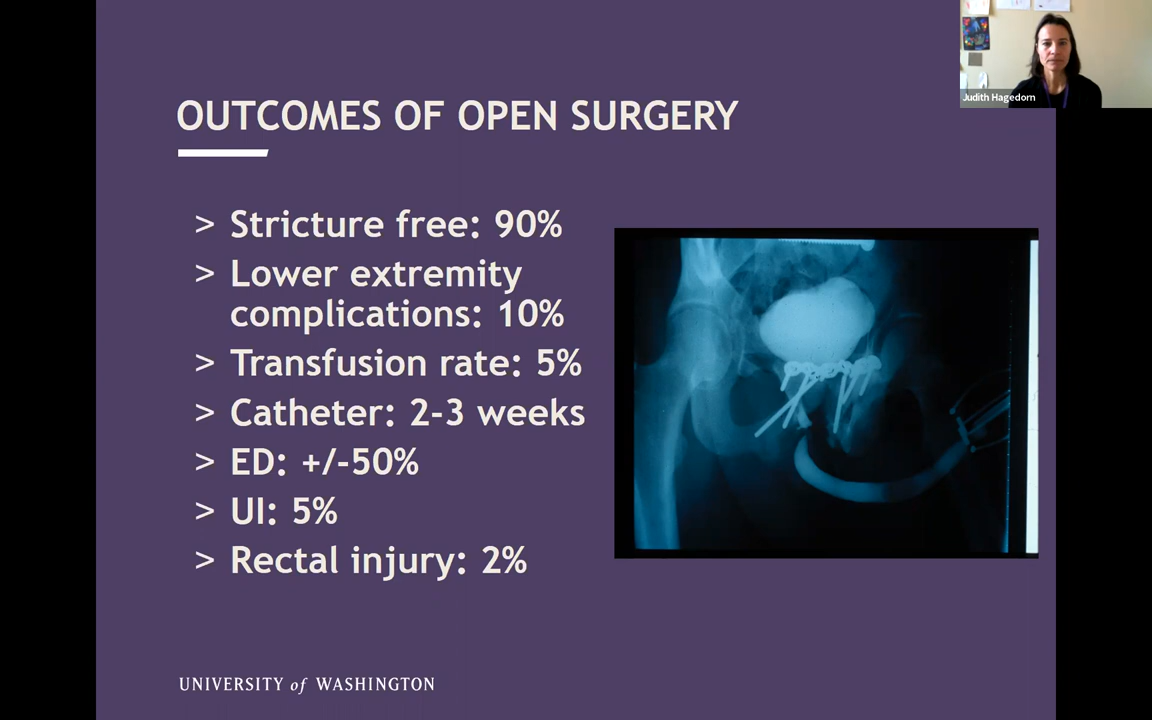 Judith Hagedorn
OUTCOMES OF OPEN SURGERY
> Stricture free: 90%
> Lower extremity
complications: 10%
> Transfusion rate: 5%
> Catheter: 2-3 weeks
> ED: +/-50%
> UI: 5%
> Rectal injury: 2%
UNIVERSITY of WASHINGTON